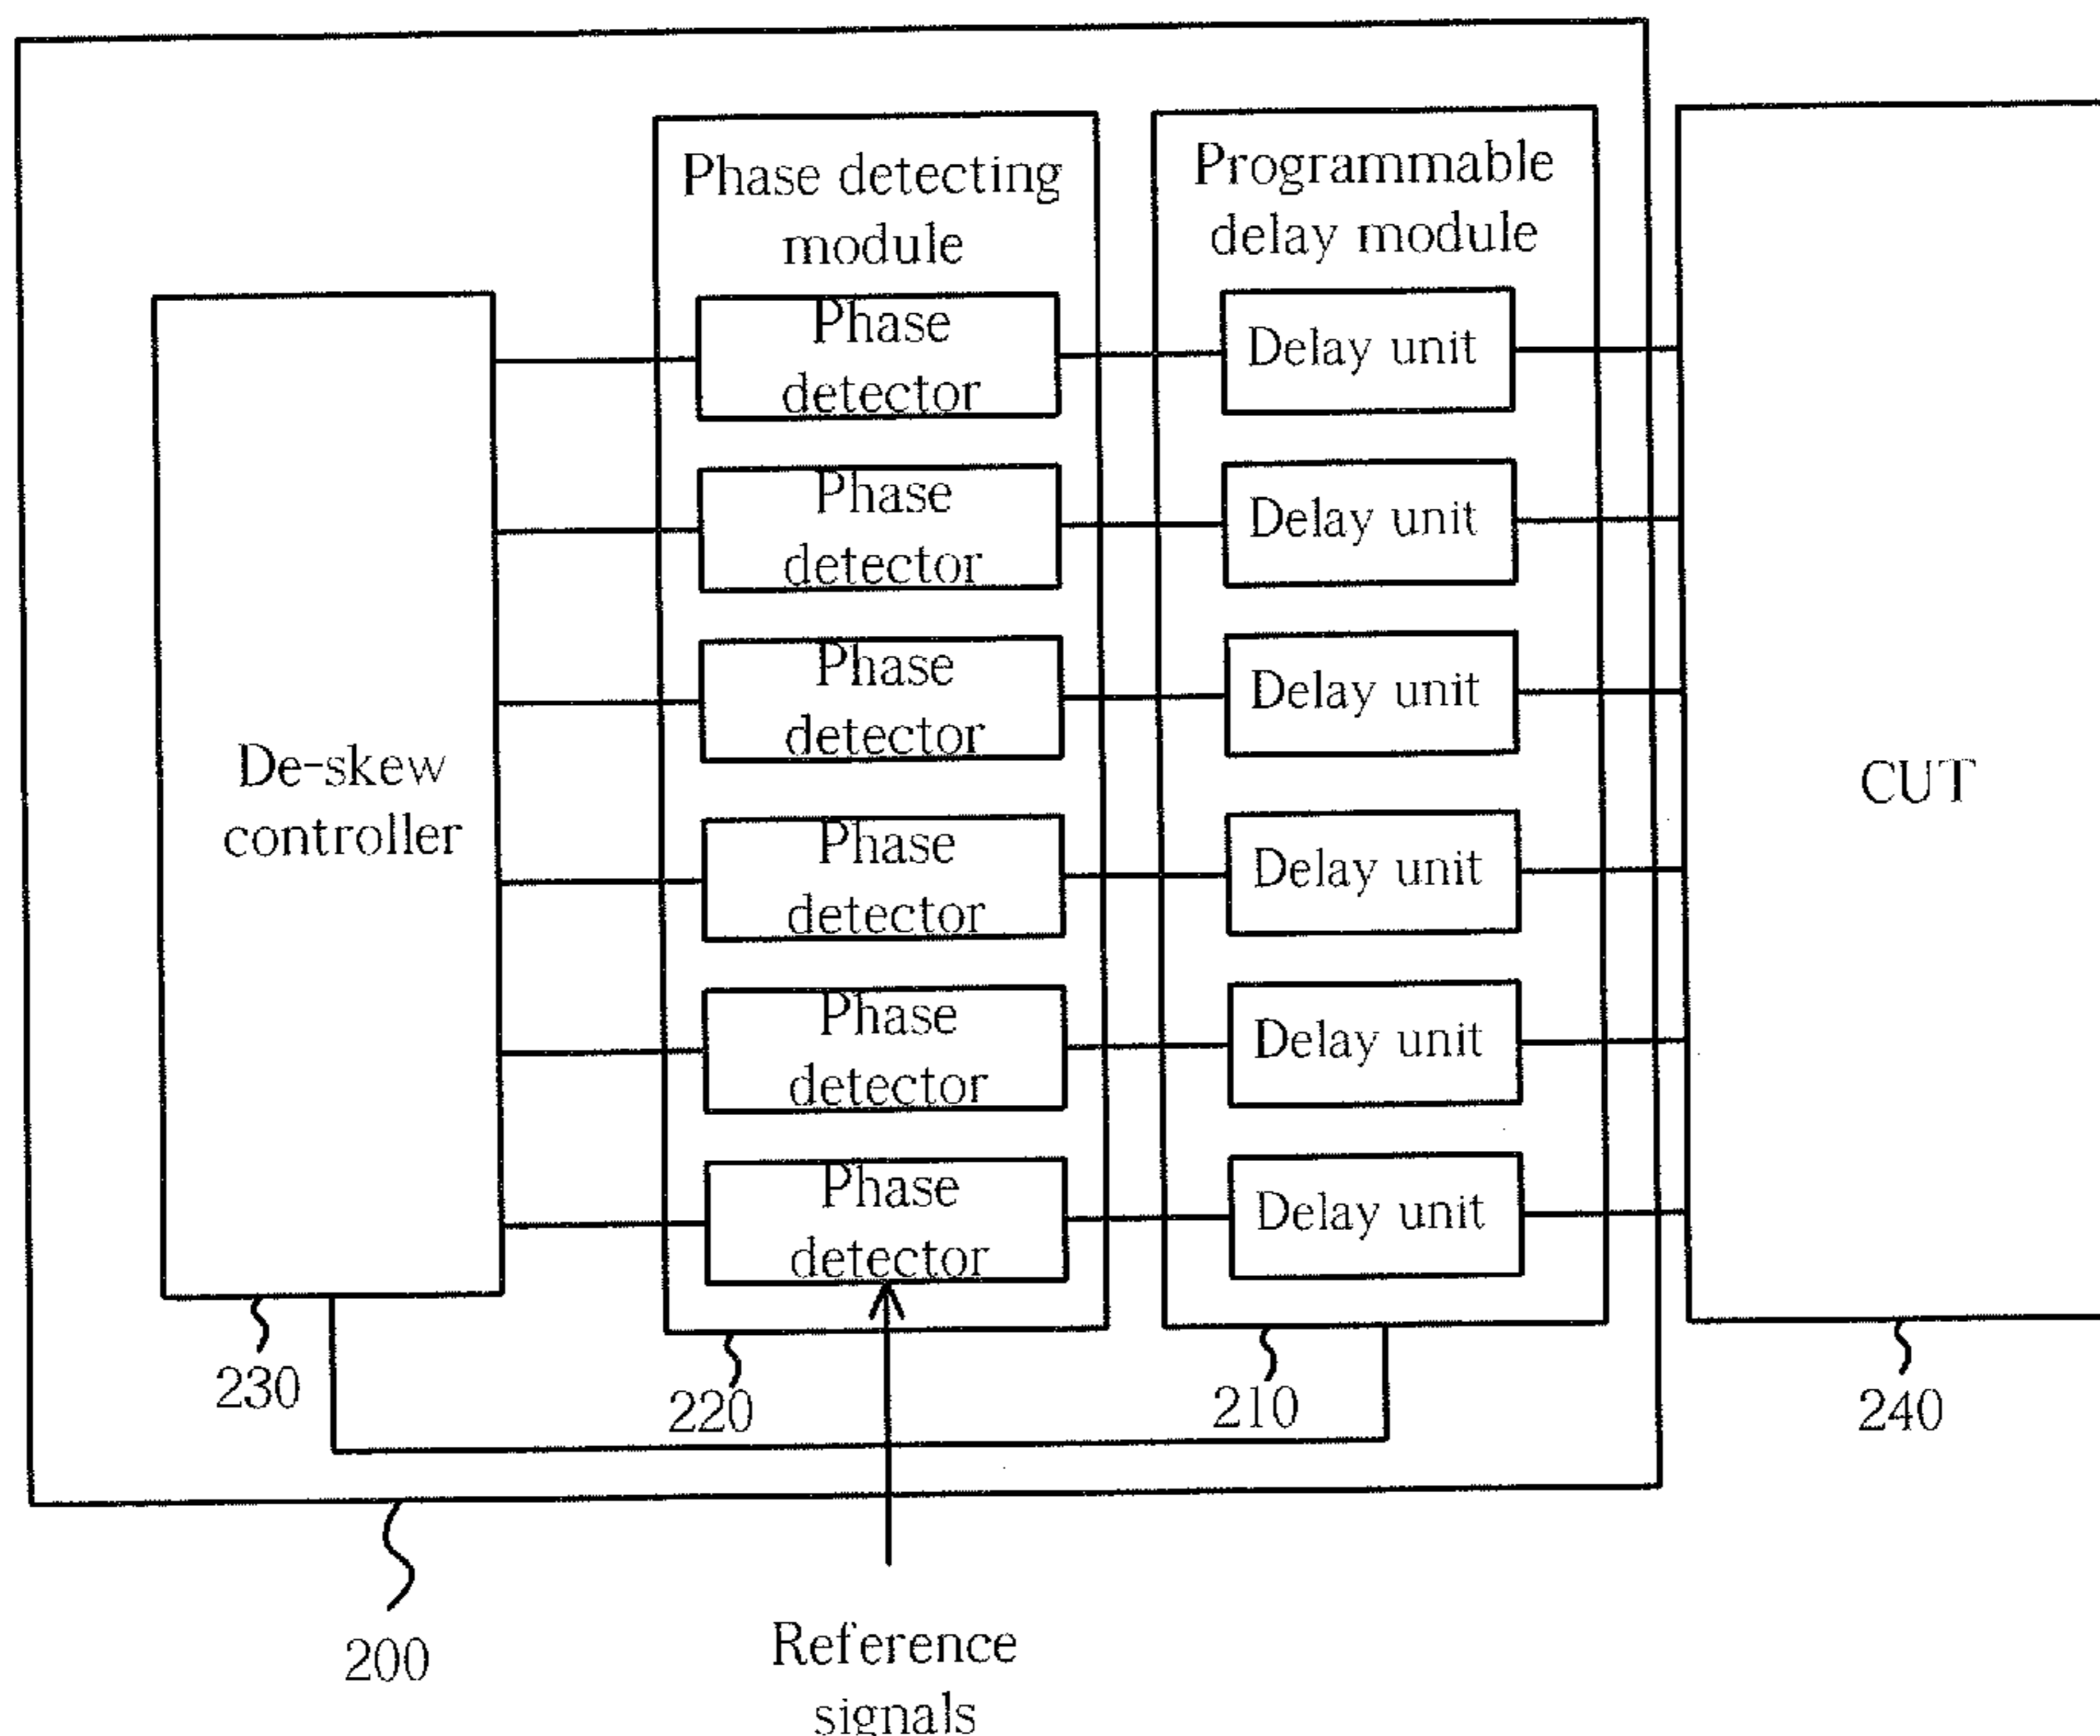 Phase detecting
module
Programmable
delay module
Phase
detector
Delay unit
Phase
detector
Delay unit
Phase
detector
Delay unit
De-skew
controller
CUT
Phase
detector
Delay unit
Phase
detector
Delay unit
Phase
detector
Delay unit
230
220
210
240
200
Reference
signals